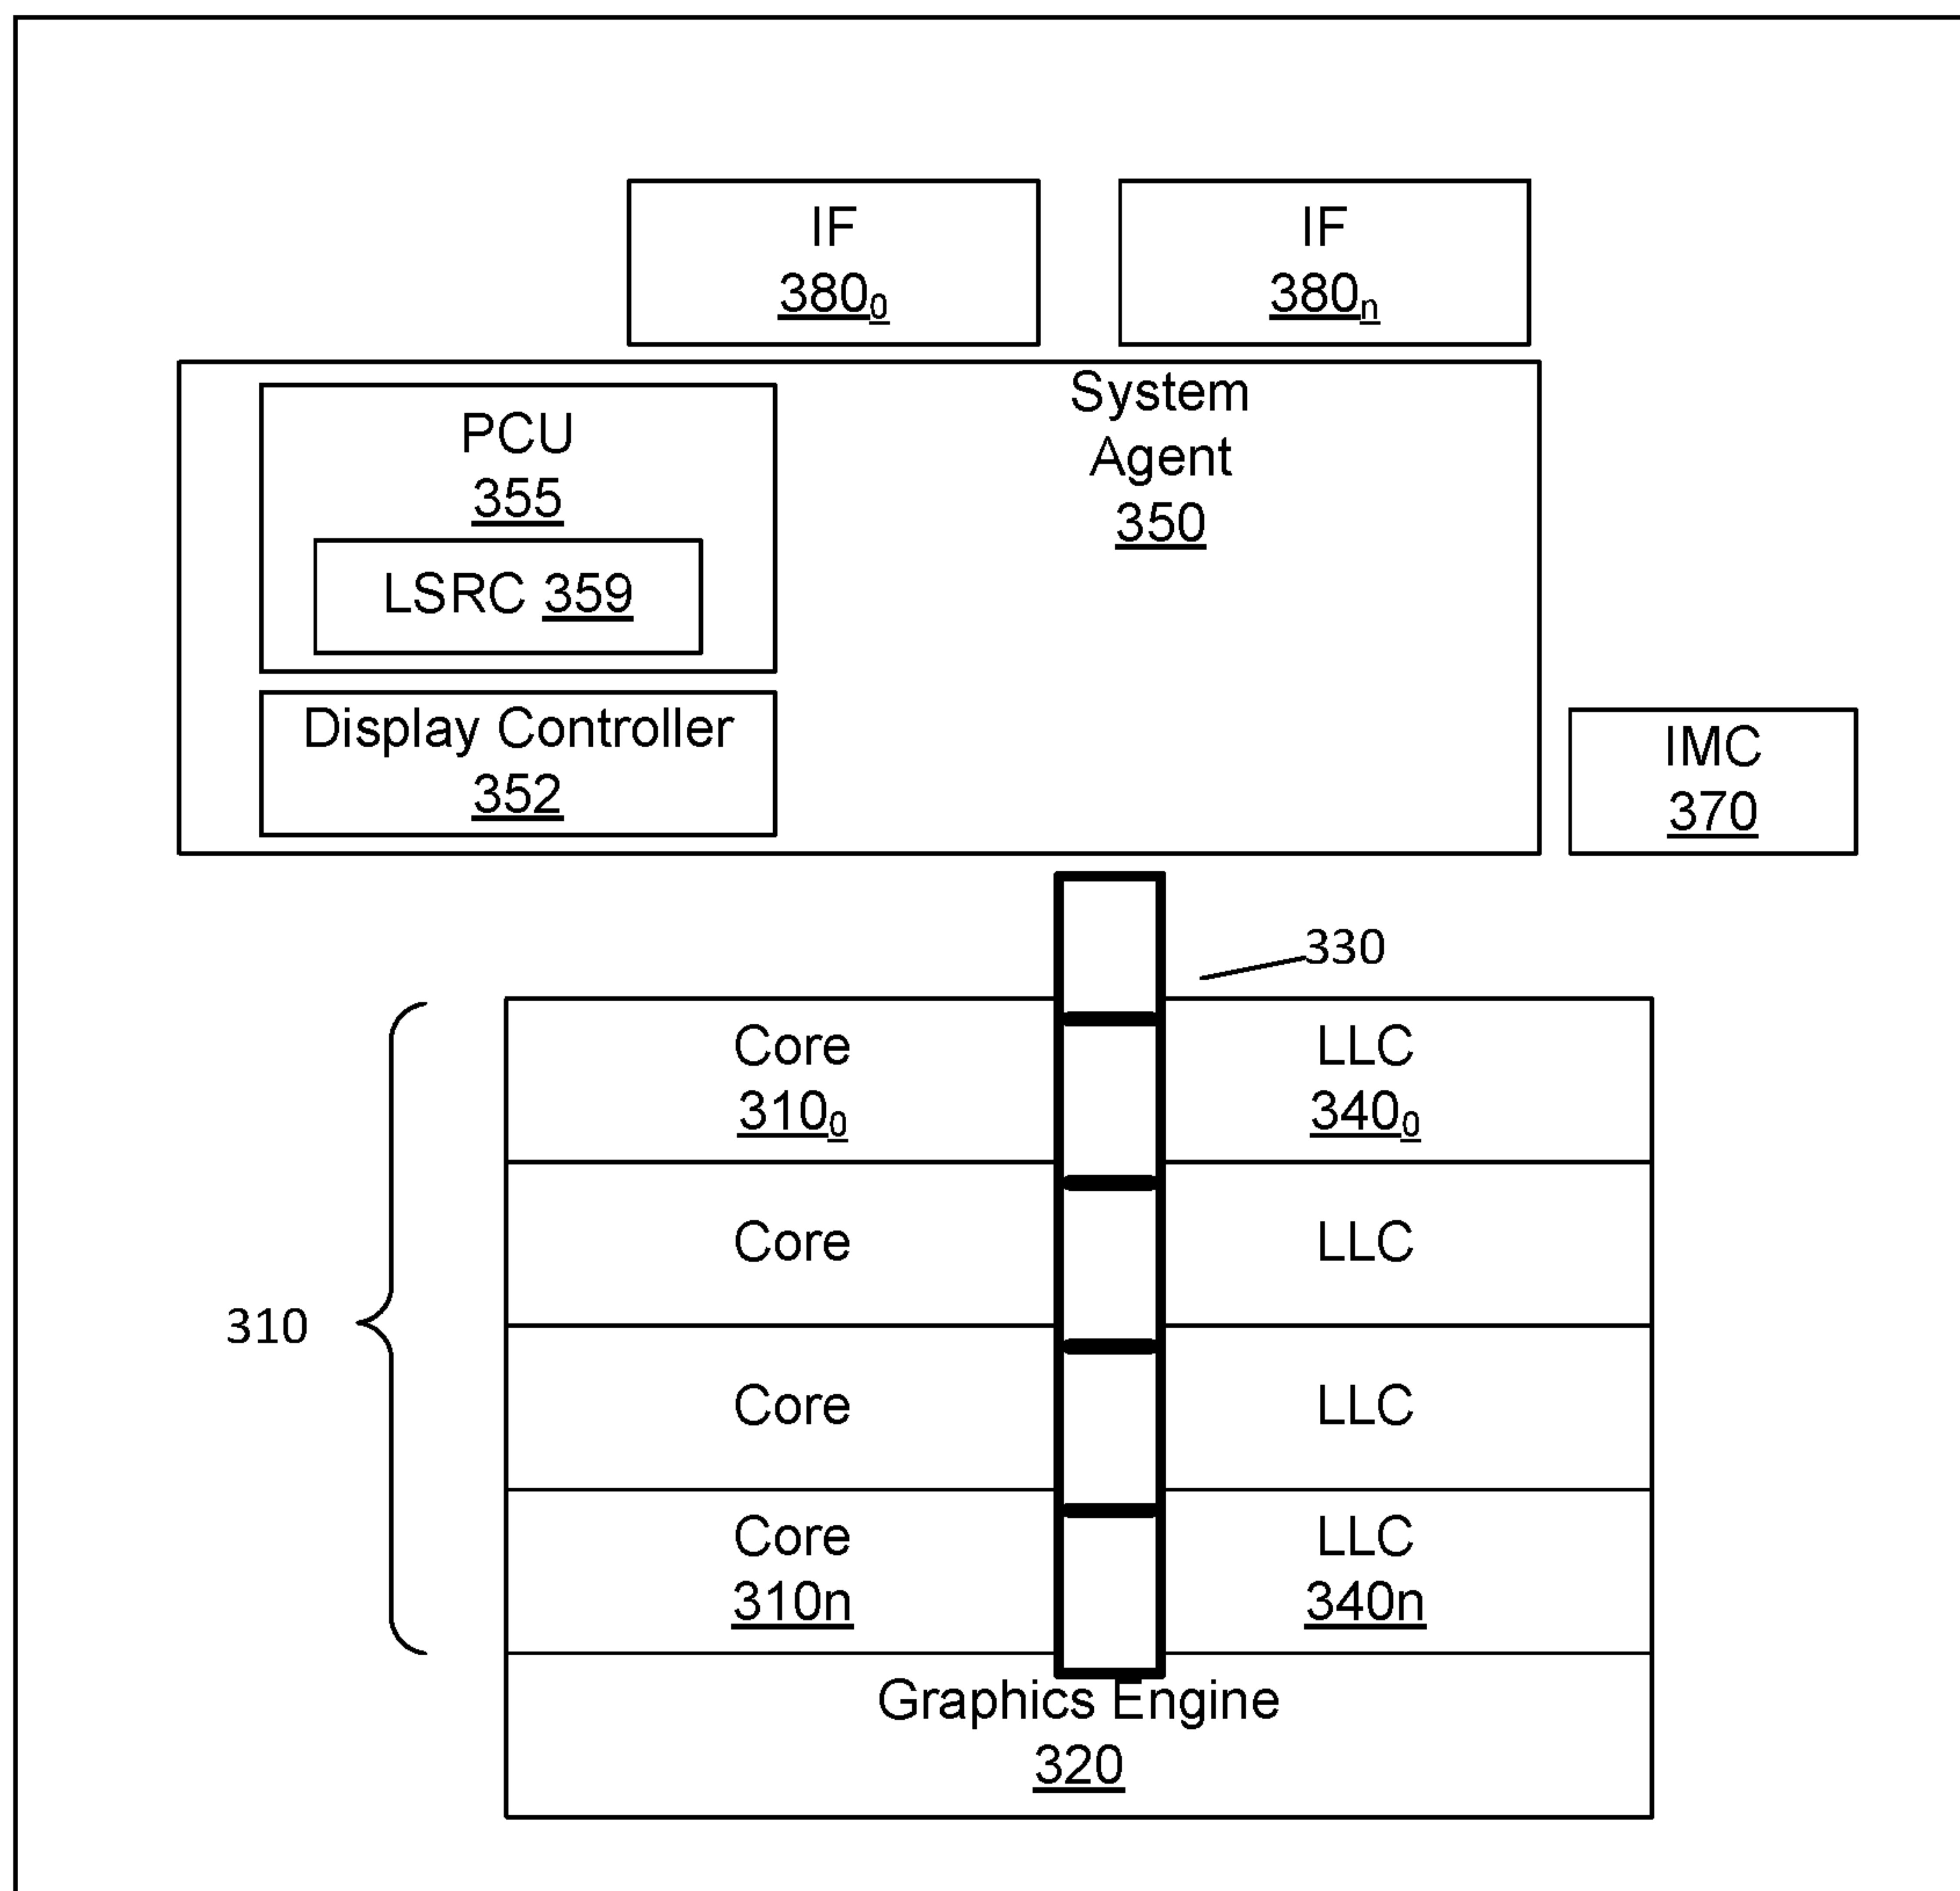 IF
380₀
IF
380ₙ
System
Agent
350
PCU
355
LSRC 359
Display Controller
352
IMC
370
330
310
Core
310₀
LLC
340₀
Core
LLC
Core
LLC
Core
310n
LLC
340n
Graphics Engine
320